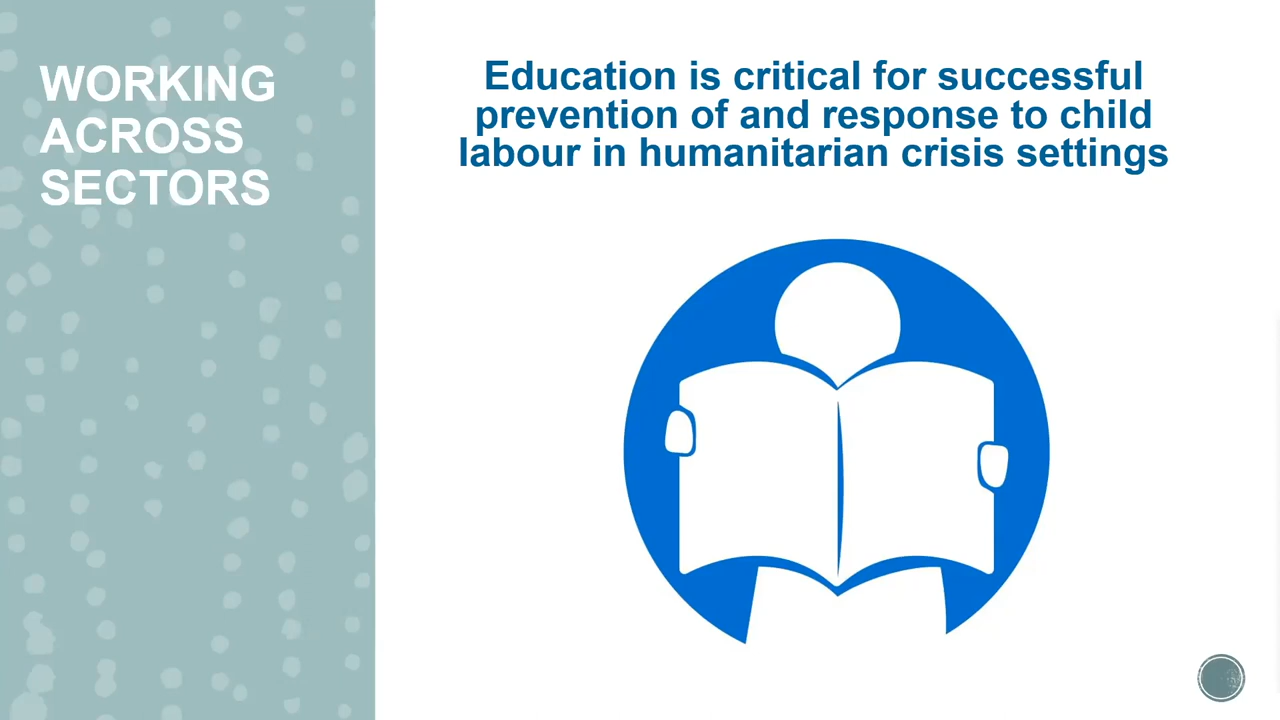 WORKING
ACROSS
SECTORS
Education is critical for successful
prevention of and response to child
labour in humanitarian crisis settings